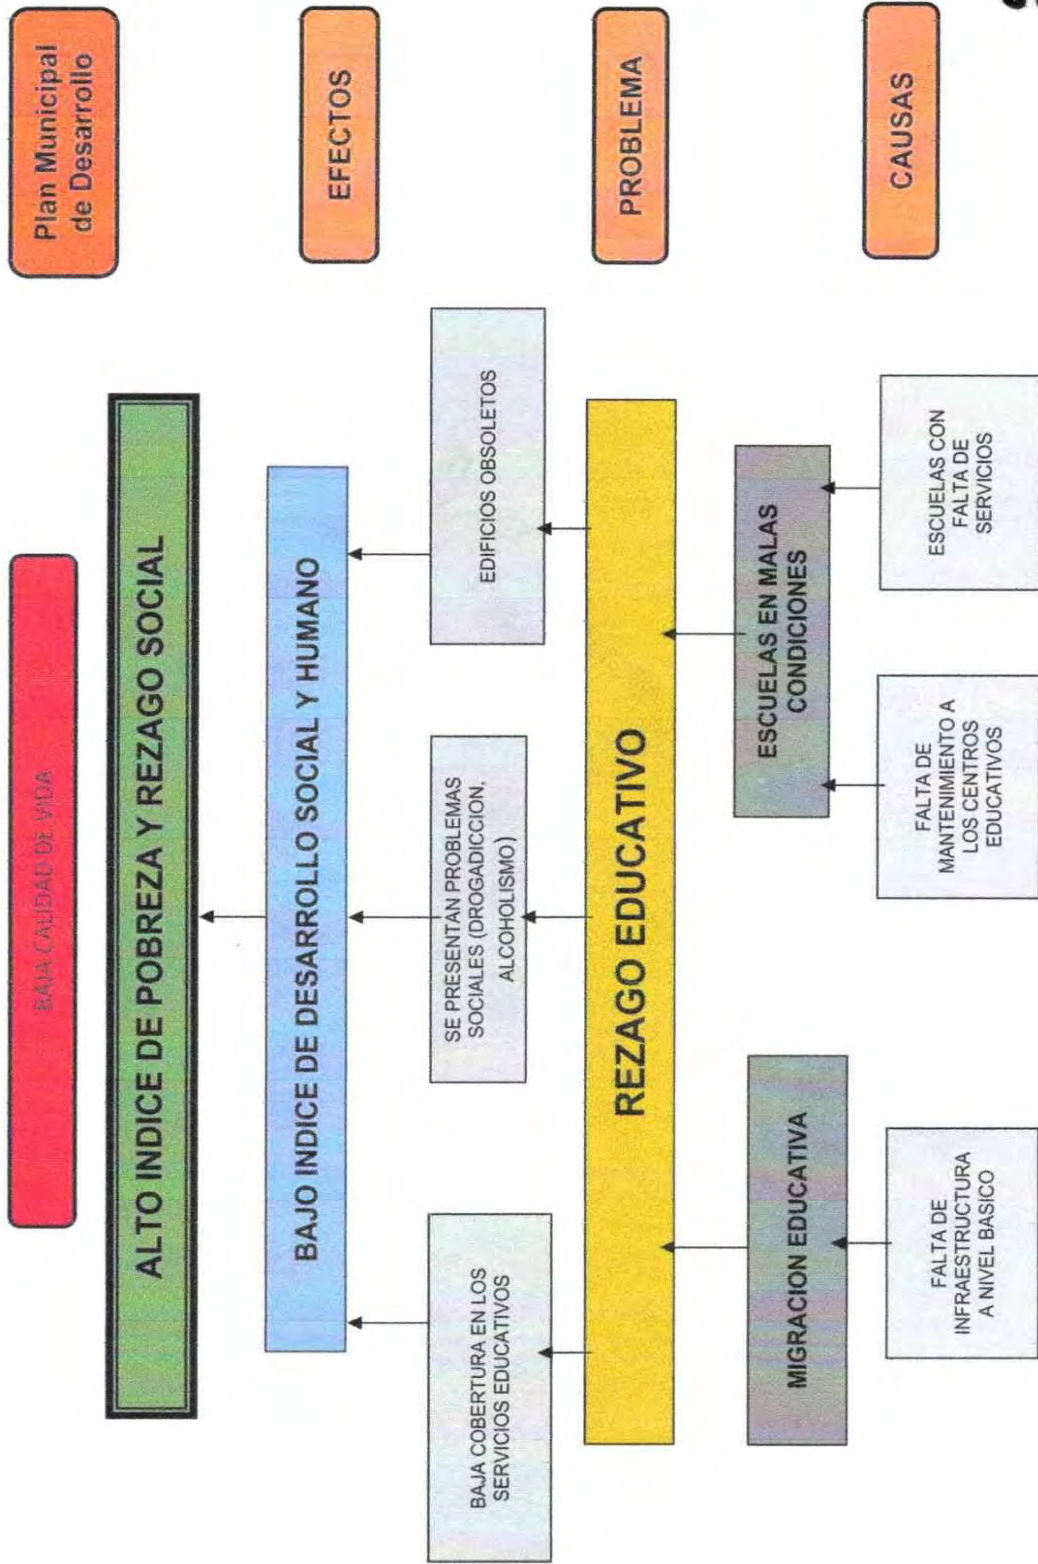 Plan Municipal
de Desarrollo
BAJA CALIDAD DE VIDA
ALTO INDICE DE POBREZA Y REZAGO SOCIAL
EFECTOS
BAJO INDICE DE DESARROLLO SOCIAL Y HUMANO
BAJA COBERTURA EN LOS
SERVICIOS EDUCATIVOS
SE PRESENTAN PROBLEMAS
SOCIALES (DROGADICCION,
ALCOHOLISMO)
EDIFICIOS OBSOLETOS
PROBLEMA
REZAGO EDUCATIVO
CAUSAS
MIGRACION EDUCATIVA
ESCUELAS EN MALAS
CONDICIONES
FALTA DE
INFRAESTRUCTURA
A NIVEL BASICO
FALTA DE
MANTENIMIENTO A
LOS CENTROS
EDUCATIVOS
ESCUELAS CON
FALTA DE
SERVICIOS